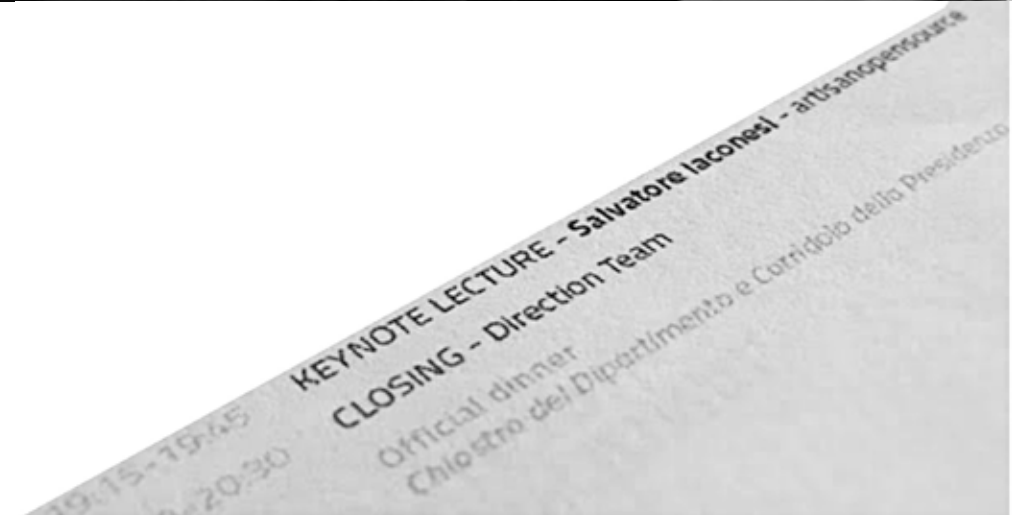 19:15-19:45 KEYNOTE LECTURE - Salvatore Iaconesi - artisanopensource
CLOSING - Direction Team
-20:30 Official dinner
Chiostro del Dipartimento e Corridoio della Presidenza